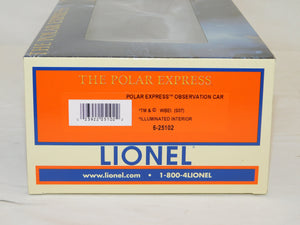 THE POLAR EXPRESS
POLAR EXPRESS™ OBSERVATION CAR
*TM & © WBEI. (S07)
*ILLUMINATED INTERIOR
6-25102
LIONEL
www.lionel.com • 1-800-4LIONEL